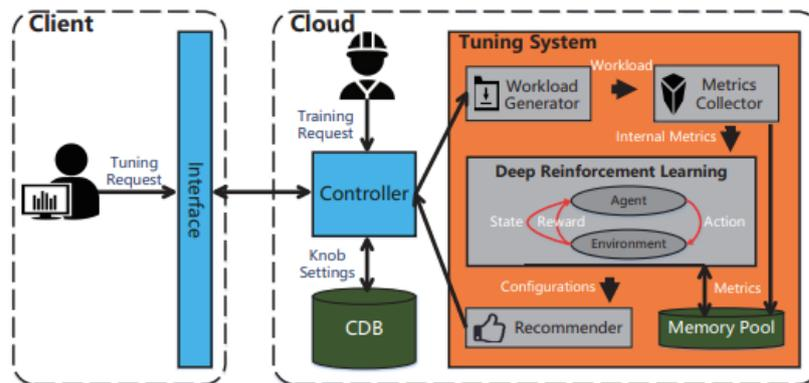 Client
Cloud
Tuning System
Workload
Workload
Generator
Metrics
Collector
Training
Request
Internal Metrics
Tuning
Request
Interface
Controller
Deep Reinforcement Learning
Agent
State
Reward
Action
Environment
Knob
Settings
Configurations
Metrics
CDB
Recommender
Memory Pool